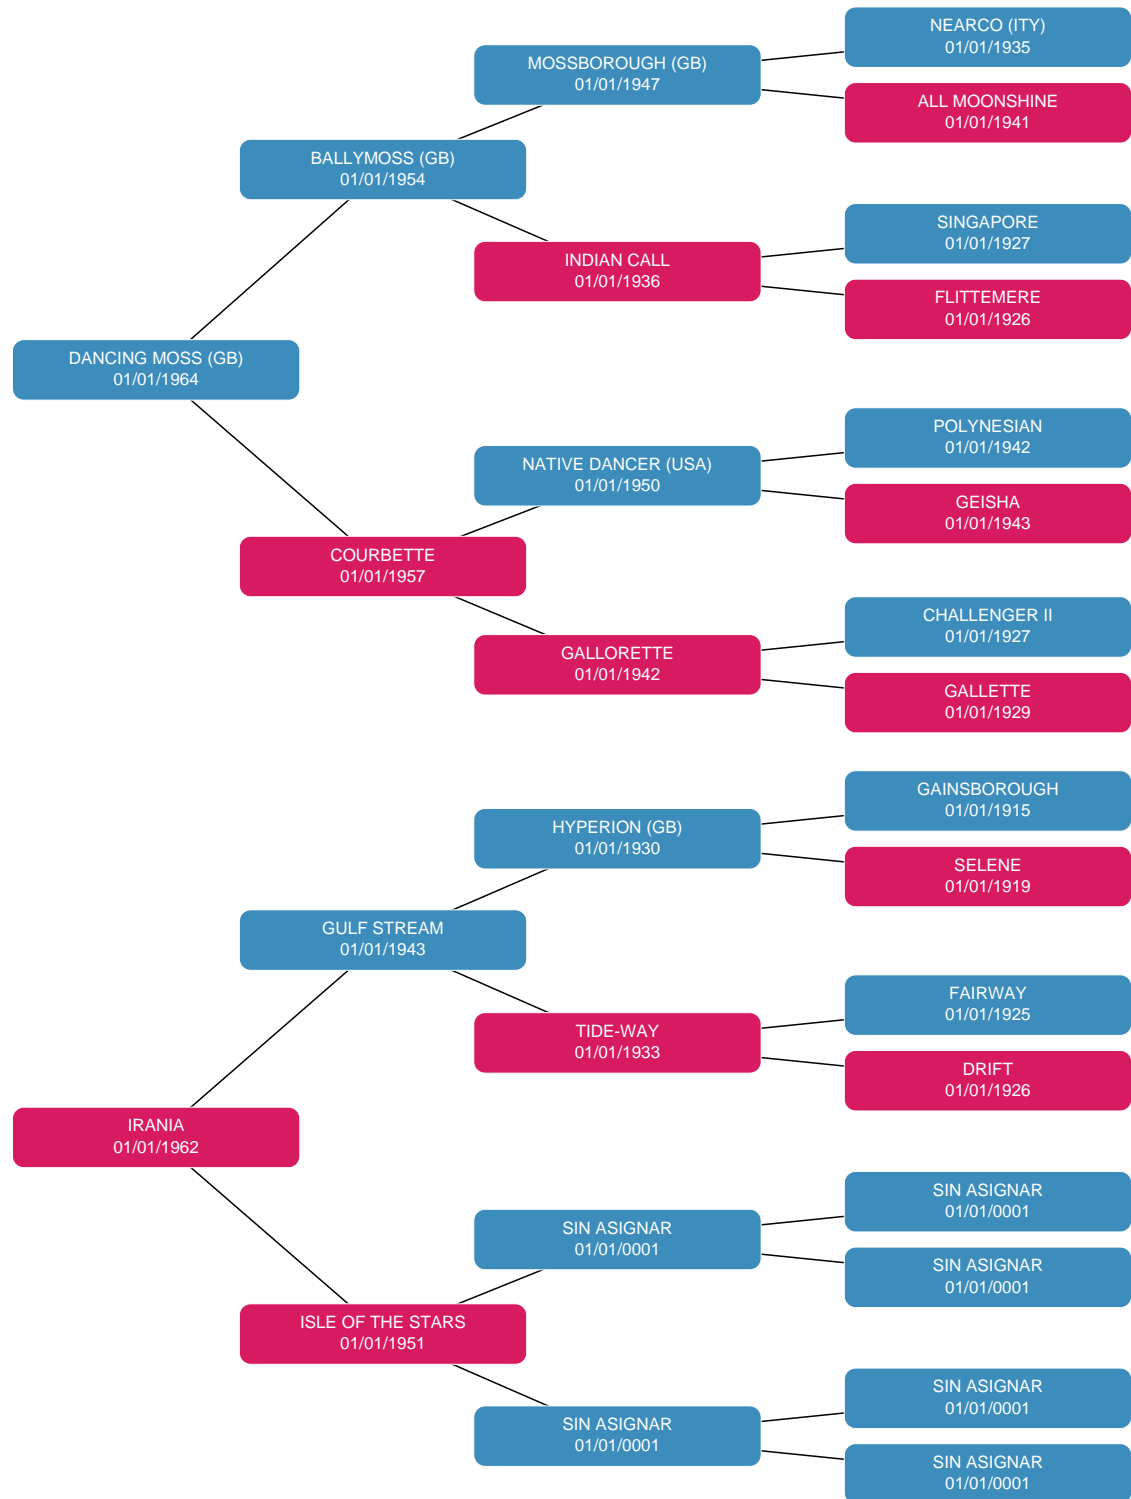 NEARCO (ITY)
01/01/1935
MOSSBOROUGH (GB)
01/01/1947
ALL MOONSHINE
01/01/1941
BALLYMOSS (GB)
01/01/1954
SINGAPORE
01/01/1927
INDIAN CALL
01/01/1936
FLITTEMERE
01/01/1926
DANCING MOSS (GB)
01/01/1964
POLYNESIAN
01/01/1942
NATIVE DANCER (USA)
01/01/1950
GEISHA
01/01/1943
COURBETTE
01/01/1957
CHALLENGER II
01/01/1927
GALLORETTE
01/01/1942
GALLETTE
01/01/1929
GAINSBOROUGH
01/01/1915
HYPERION (GB)
01/01/1930
SELENE
01/01/1919
GULF STREAM
01/01/1943
FAIRWAY
01/01/1925
TIDE-WAY
01/01/1933
DRIFT
01/01/1926
IRANIA
01/01/1962
SIN ASIGNAR
01/01/0001
SIN ASIGNAR
01/01/0001
SIN ASIGNAR
01/01/0001
ISLE OF THE STARS
01/01/1951
SIN ASIGNAR
01/01/0001
SIN ASIGNAR
01/01/0001
SIN ASIGNAR
01/01/0001